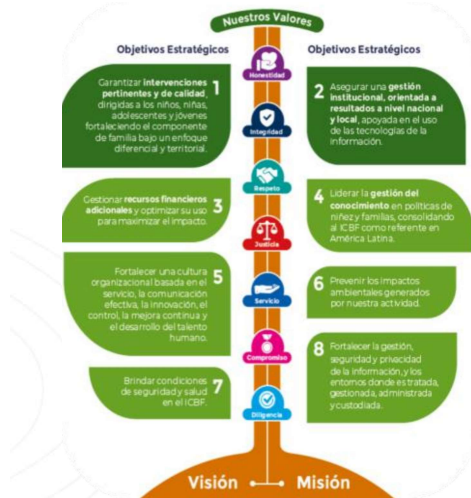 Nuestros Valores
Objetivos Estratégicos
Objetivos Estratégicos
Honestidad
1
Garantizar intervenciones
pertinentes y de calidad,
dirigidas a los niños, niñas,
adolescentes y jóvenes
fortaleciendo el componente
de familia bajo un enfoque
diferencial y territorial.
2
Asegurar una gestión
institucional, orientada a
resultados a nivel nacional
y local, apoyada en el uso
de las tecnologías de la
información.
Integridad
Respeto
3
Gestionar recursos financieros
adicionales y optimizar su uso
para maximizar el impacto.
4
Liderar la gestión del
conocimiento en políticas de
niñez y familias, consolidando
al ICBF como referente en
América Latina.
Justicia
5
Fortalecer una cultura
organizacional basada en el
servicio, la comunicación
efectiva, la innovación, el
control, la mejora continua y
el desarrollo del talento
humano.
6
Prevenir los impactos
ambientales generados
por nuestra actividad.
Servicio
Compromiso
7
Brindar condiciones
de seguridad y salud
en el ICBF.
8
Fortalecer la gestión,
seguridad y privacidad
de la información, y los
entornos donde es tratada,
gestionada, administrada
y custodiada.
Diligencia
Visión
Misión